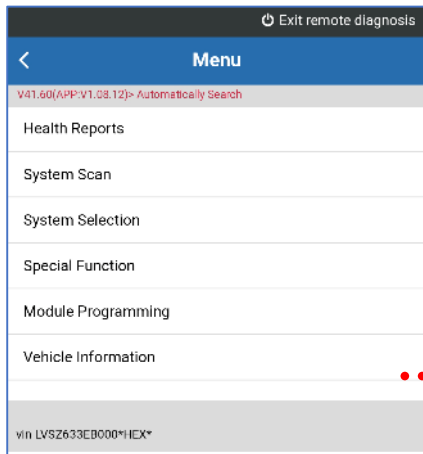 Exit remote diagnosis
Menu
V41.60(APP:V1.08.12)> Automatically Search
Health Reports
System Scan
System Selection
Special Function
Module Programming
Vehicle Information
vin LVSZ633EB000*HEX*